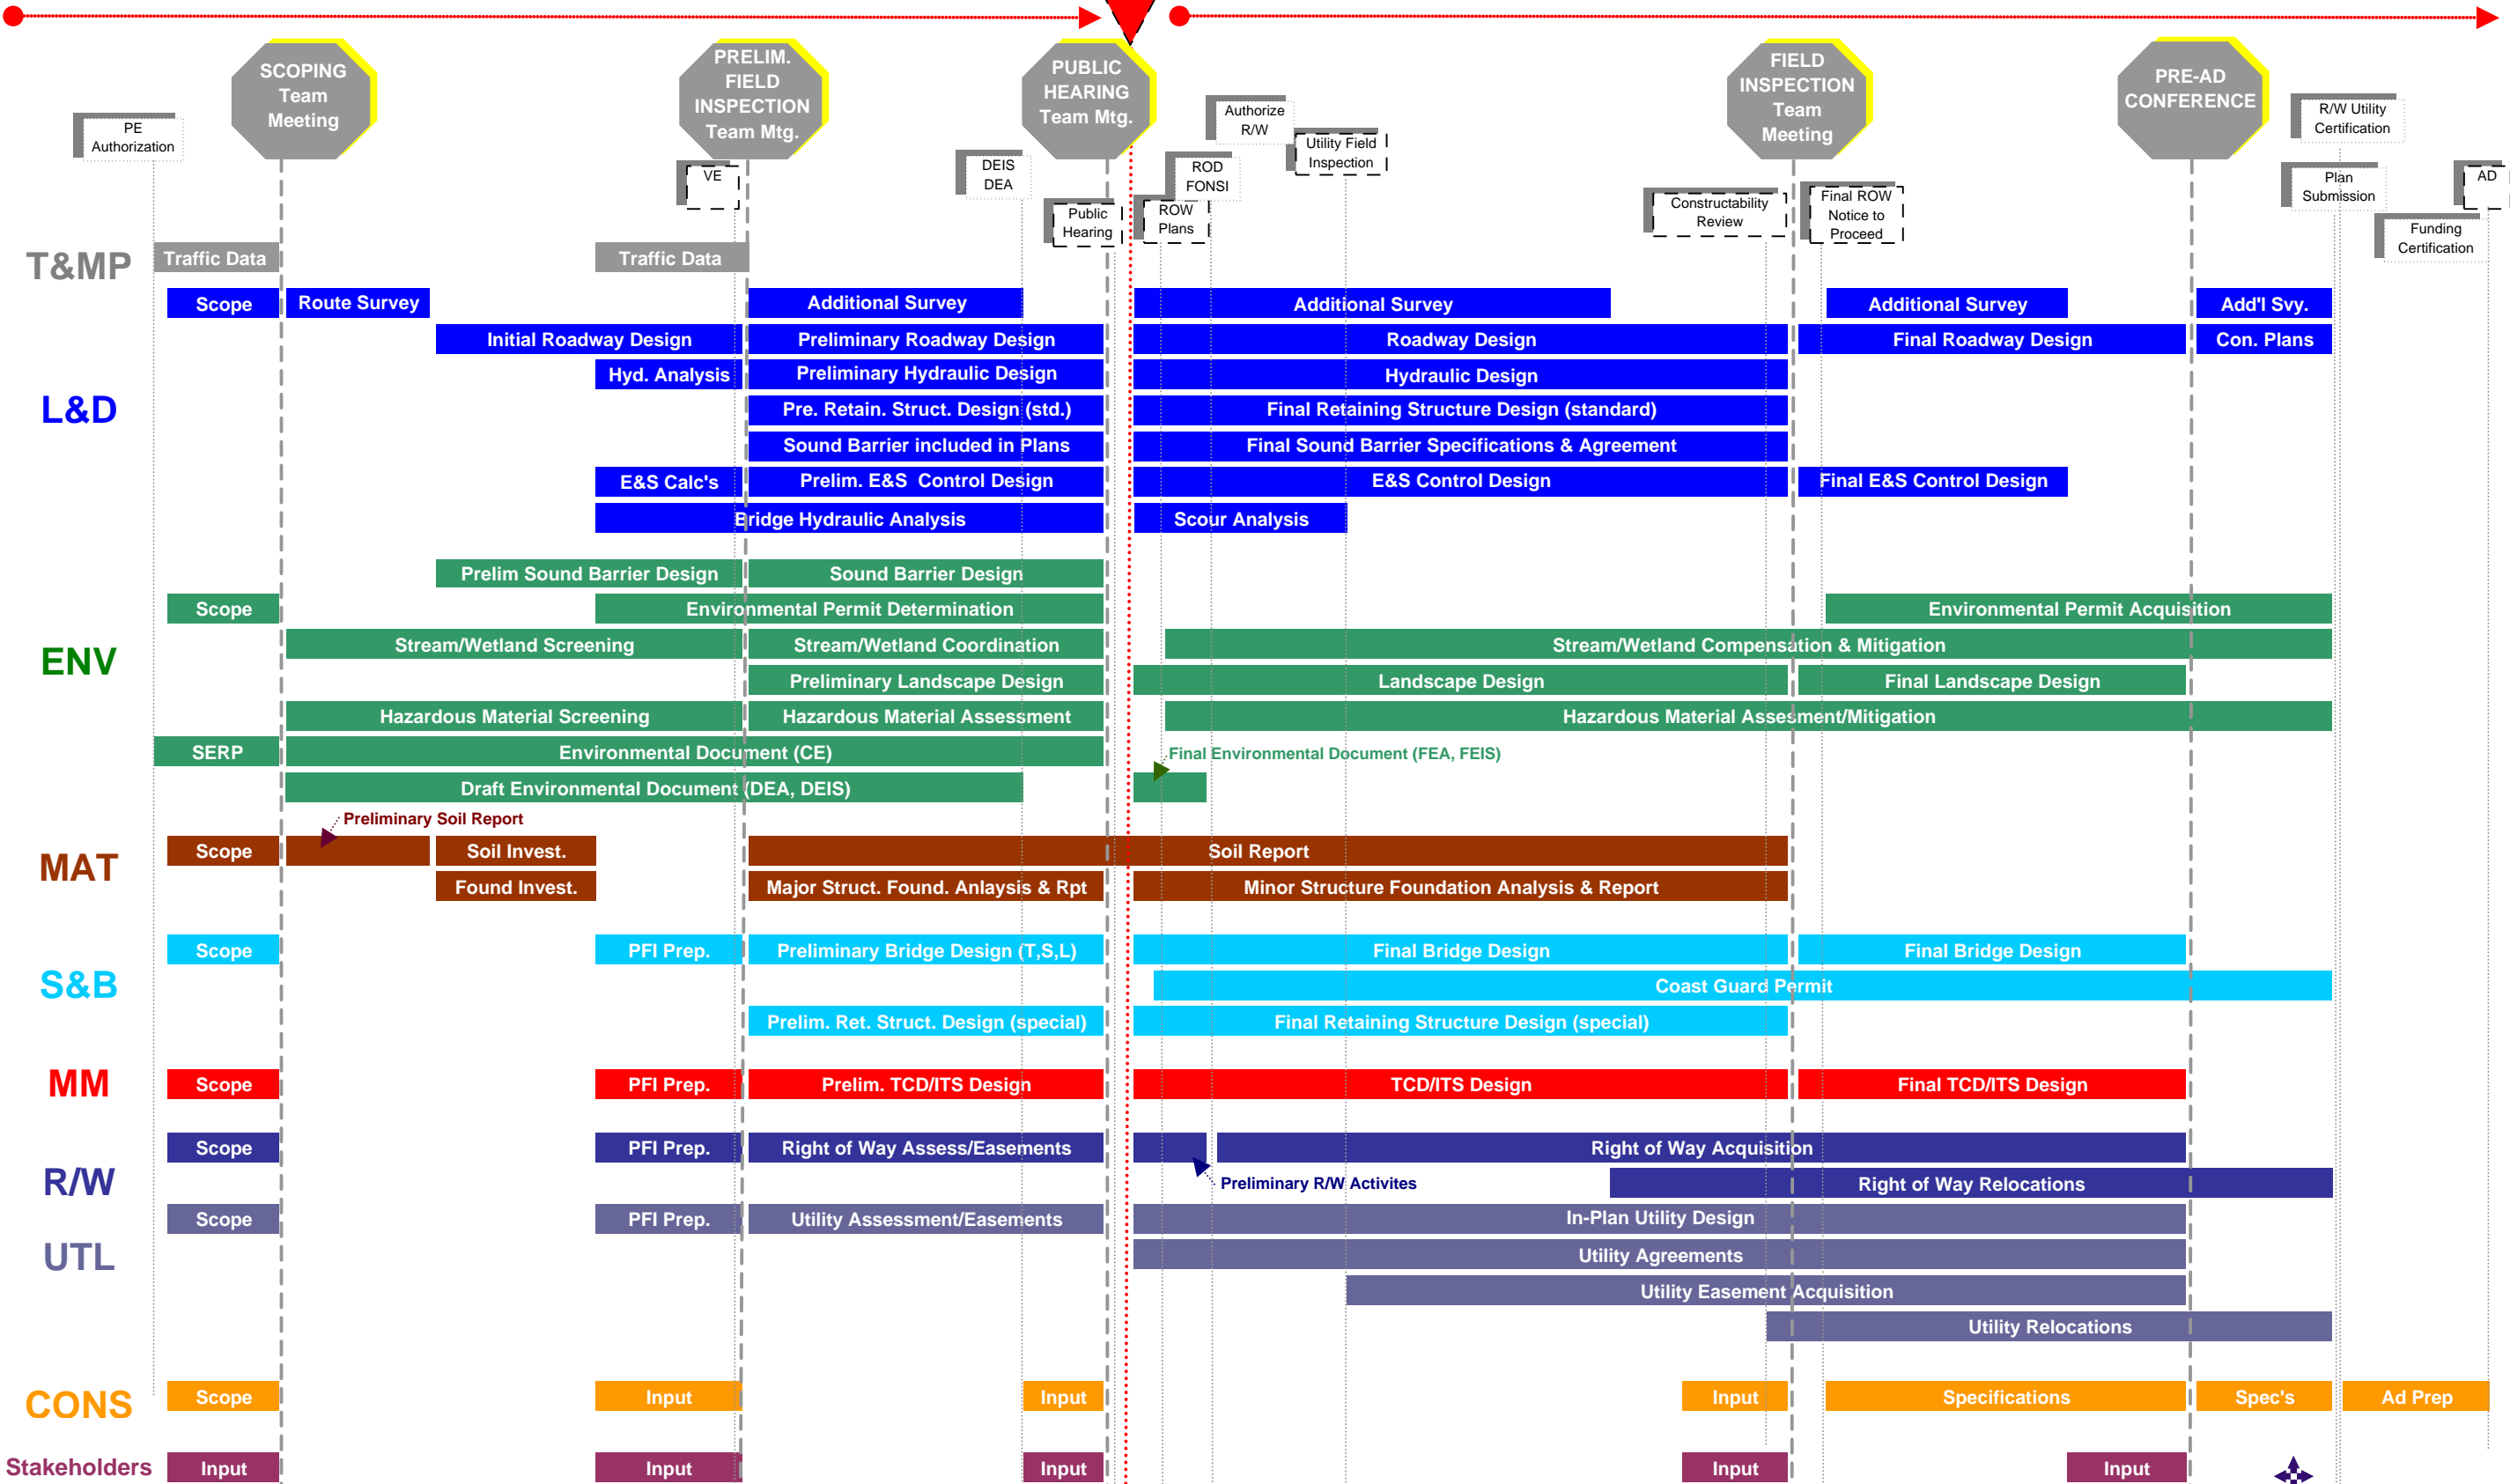 SCOPING
Team
Meeting
PRELIM.
FIELD
INSPECTION
Team Mtg.
PUBLIC
HEARING
Team Mtg.
FIELD
INSPECTION
Team
Meeting
PRE-AD
CONFERENCE
PE
Authorization
VE
DEIS
DEA
Public
Hearing
ROW
Plans
ROD
FONSI
Authorize
R/W
Utility Field
Inspection
Constructability
Review
Final ROW
Notice to
Proceed
R/W Utility
Certification
Plan
Submission
Funding
Certification
AD
T&MP
Traffic Data
Traffic Data
L&D
Scope
Route Survey
Additional Survey
Additional Survey
Additional Survey
Add'l Svy.
Initial Roadway Design
Preliminary Roadway Design
Roadway Design
Final Roadway Design
Con. Plans
Hyd. Analysis
Preliminary Hydraulic Design
Hydraulic Design
Pre. Retain. Struct. Design (std.)
Final Retaining Structure Design (standard)
Sound Barrier included in Plans
Final Sound Barrier Specifications & Agreement
E&S Calc's
Prelim. E&S Control Design
E&S Control Design
Final E&S Control Design
Bridge Hydraulic Analysis
Scour Analysis
ENV
Prelim Sound Barrier Design
Sound Barrier Design
Scope
Environmental Permit Determination
Environmental Permit Acquisition
Stream/Wetland Screening
Stream/Wetland Coordination
Stream/Wetland Compensation & Mitigation
Preliminary Landscape Design
Landscape Design
Final Landscape Design
Hazardous Material Screening
Hazardous Material Assessment
Hazardous Material Assesment/Mitigation
SERP
Environmental Document (CE)
Final Environmental Document (FEA, FEIS)
Draft Environmental Document (DEA, DEIS)
MAT
Preliminary Soil Report
Scope
Soil Invest.
Soil Report
Found Invest.
Major Struct. Found. Anlaysis & Rpt
Minor Structure Foundation Analysis & Report
S&B
Scope
PFI Prep.
Preliminary Bridge Design (T,S,L)
Final Bridge Design
Final Bridge Design
Coast Guard Permit
Prelim. Ret. Struct. Design (special)
Final Retaining Structure Design (special)
MM
Scope
PFI Prep.
Prelim. TCD/ITS Design
TCD/ITS Design
Final TCD/ITS Design
R/W
Scope
PFI Prep.
Right of Way Assess/Easements
Right of Way Acquisition
Preliminary R/W Activites
Right of Way Relocations
UTL
Scope
PFI Prep.
Utility Assessment/Easements
In-Plan Utility Design
Utility Agreements
Utility Easement Acquisition
Utility Relocations
CONS
Scope
Input
Input
Input
Specifications
Spec's
Ad Prep
Stakeholders
Input
Input
Input
Input
Input